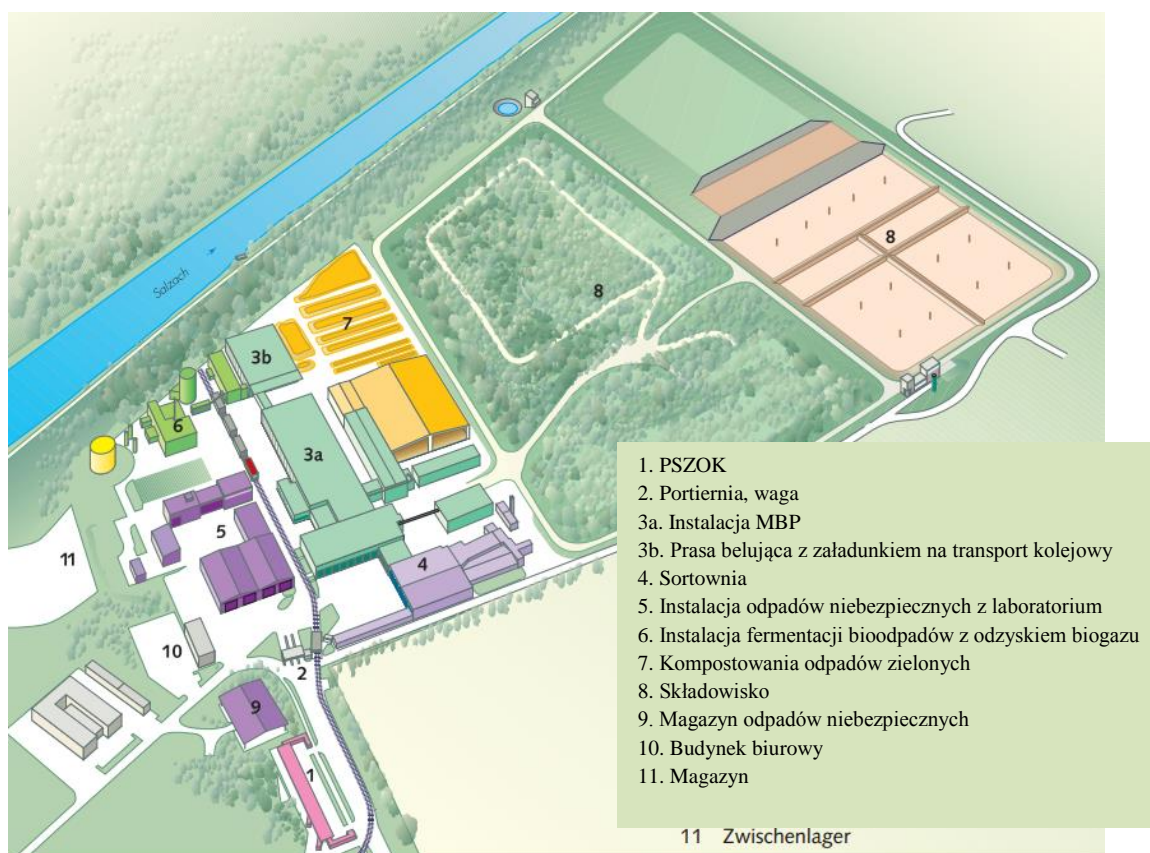 Salzach
8
8
7
3b
6
3a
5
11
4
10
2
9
1
1. PSZOK
2. Portiernia, waga
3a. Instalacja MBP
3b. Prasa belująca z załadunkiem na transport kolejowy
4. Sortownia
5. Instalacja odpadów niebezpiecznych z laboratorium
6. Instalacja fermentacji bioodpadów z odzyskiem biogazu
7. Kompostowania odpadów zielonych
8. Składowisko
9. Magazyn odpadów niebezpiecznych
10. Budynek biurowy
11. Magazyn
11 Zwischenlager